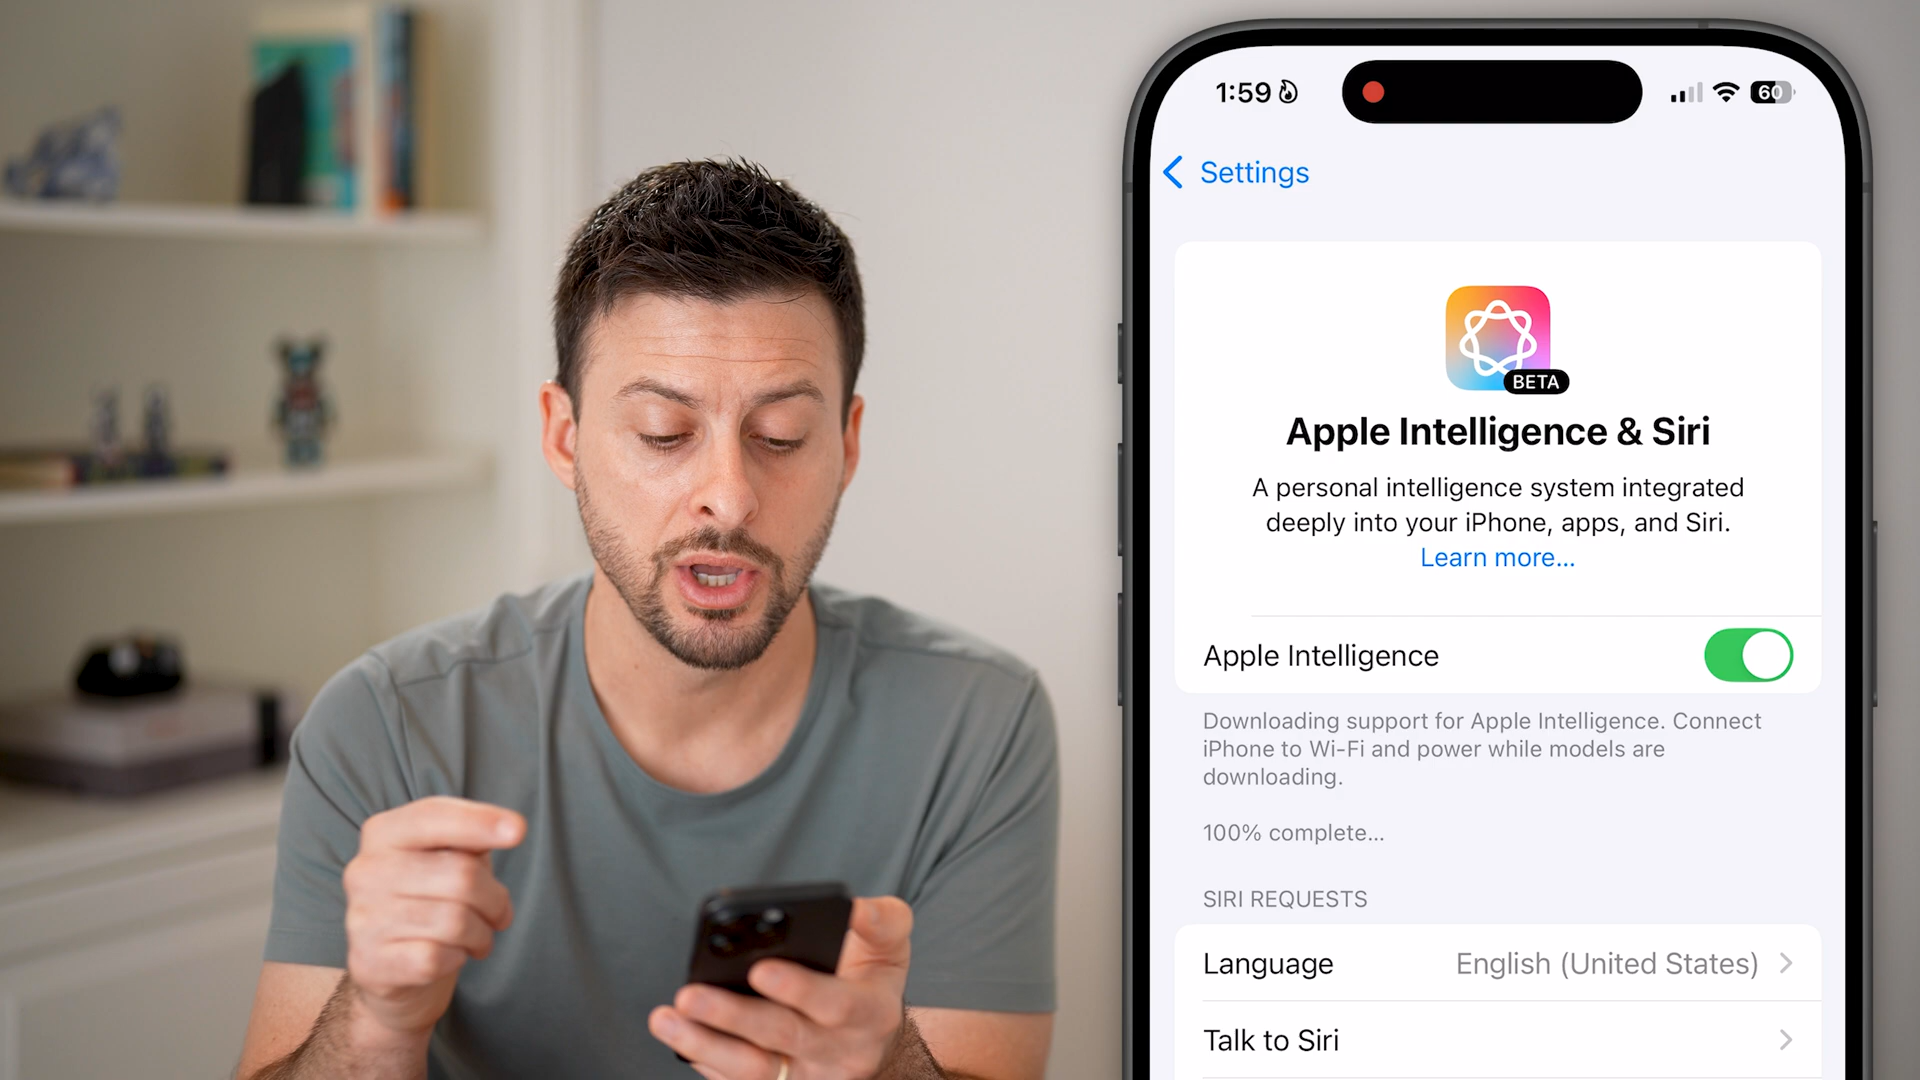 1:59
60
Settings
BETA
Apple Intelligence & Siri
A personal intelligence system integrated
deeply into your iPhone, apps, and Siri.
Learn more...
Apple Intelligence
Downloading support for Apple Intelligence. Connect
iPhone to Wi-Fi and power while models are
downloading.
100% complete...
SIRI REQUESTS
Language English (United States)
Talk to Siri